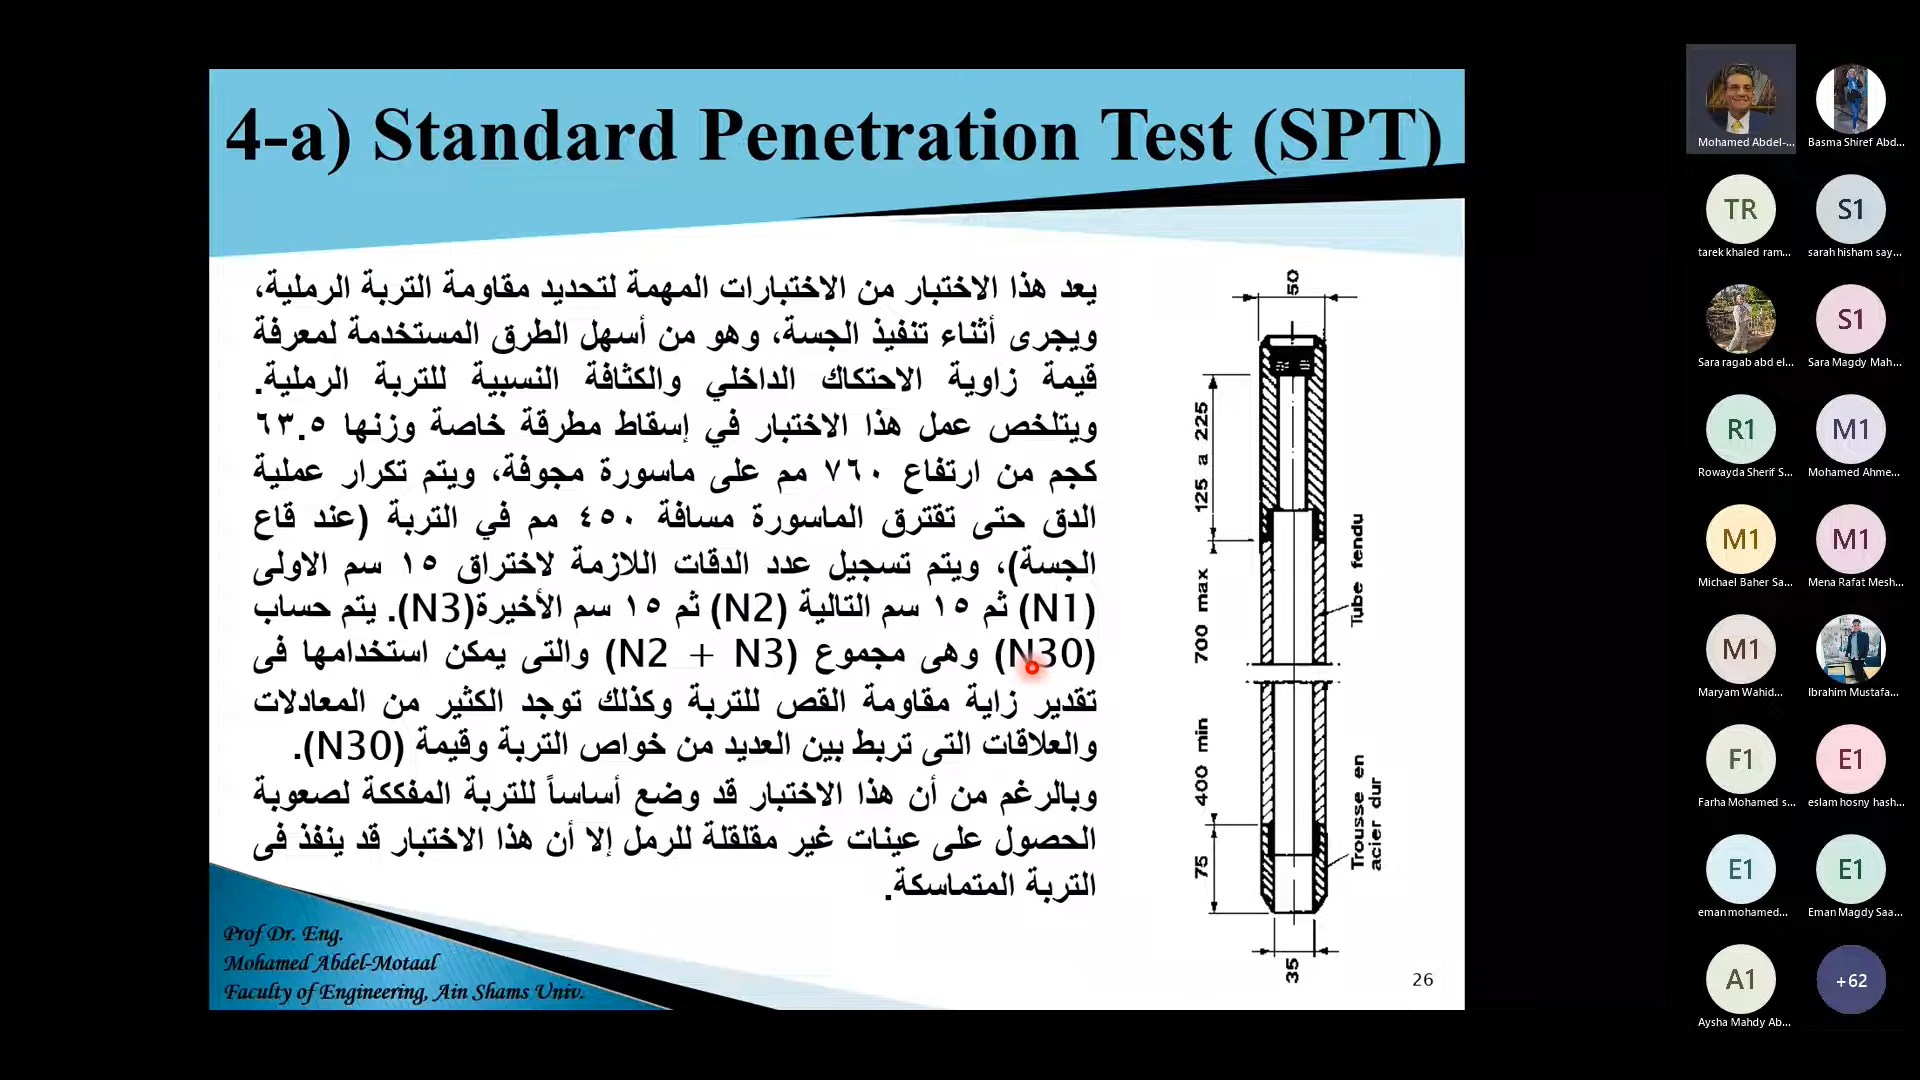 4-a) Standard Penetration Test (SPT)
يعد هذا الاختبار من الاختبارات المهمة لتحديد مقاومة التربة الرملية،
ويجرى أثناء تنفيذ الجسة، وهو من أسهل الطرق المستخدمة لمعرفة
قيمة زاوية الاحتكاك الداخلي والكثافة النسبية للتربة الرملية.
ويتلخص عمل هذا الاختبار في إسقاط مطرقة خاصة وزنها ٦٣.٥
كجم من ارتفاع ٧٦٠ مم على ماسورة مجوفة، ويتم تكرار عملية
الدق حتى تقترق الماسورة مسافة ٤٥٠ مم في التربة (عند قاع
الجسة)، ويتم تسجيل عدد الدقات اللازمة لاختراق ١٥ سم الاولى
(N1) ثم ١٥ سم التالية (N2) ثم ١٥ سم الأخيرة(N3). يتم حساب
(N30) وهى مجموع (N2 + N3) والتى يمكن استخدامها فى
تقدير زاية مقاومة القص للتربة وكذلك توجد الكثير من المعادلات
والعلاقات التى تربط بين العديد من خواص التربة وقيمة (N30).
وبالرغم من أن هذا الاختبار قد وضع أساساً للتربة المفككة لصعوبة
الحصول على عينات غير مقلقلة للرمل إلا أن هذا الاختبار قد ينفذ فى
التربة المتماسكة.
50
125 a 225
700 max
Tube fendu
400 min
75
Trousse en
acier dur
35
Prof Dr. Eng.
Mohamed Abdel-Motaal
Faculty of Engineering, Ain Shams Univ.
26
Mohamed Abdel-...
Basma Shiref Abd...
TR
tarek khaled ram...
S1
sarah hisham say...
Sara ragab abd el...
S1
Sara Magdy Mah...
R1
Rowayda Sherif S...
M1
Mohamed Ahme...
M1
Michael Baher Sa...
M1
Mena Rafat Mesh...
M1
Maryam Wahid...
Ibrahim Mustafa...
F1
Farha Mohamed s...
E1
eslam hosny hash...
E1
eman mohamed...
E1
Eman Magdy Saa...
A1
Aysha Mahdy Ab...
+62